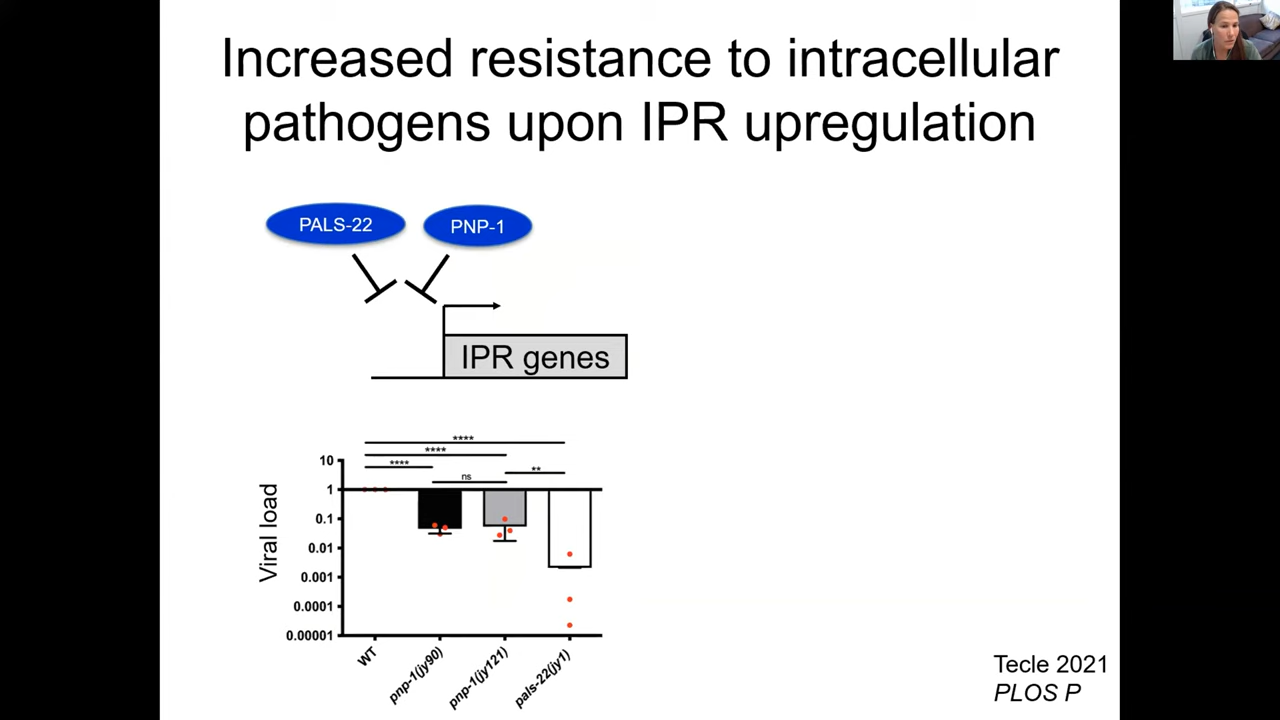 Increased resistance to intracellular
pathogens upon IPR upregulation
PALS-22
PNP-1
IPR genes
****
****
****
**
ns
Viral load
10
1
0.1
0.01
0.001
0.0001
0.00001
WT
pnp-1(jy90)
pnp-1(jy121)
pals-22(jy1)
Tecle 2021
PLOS P